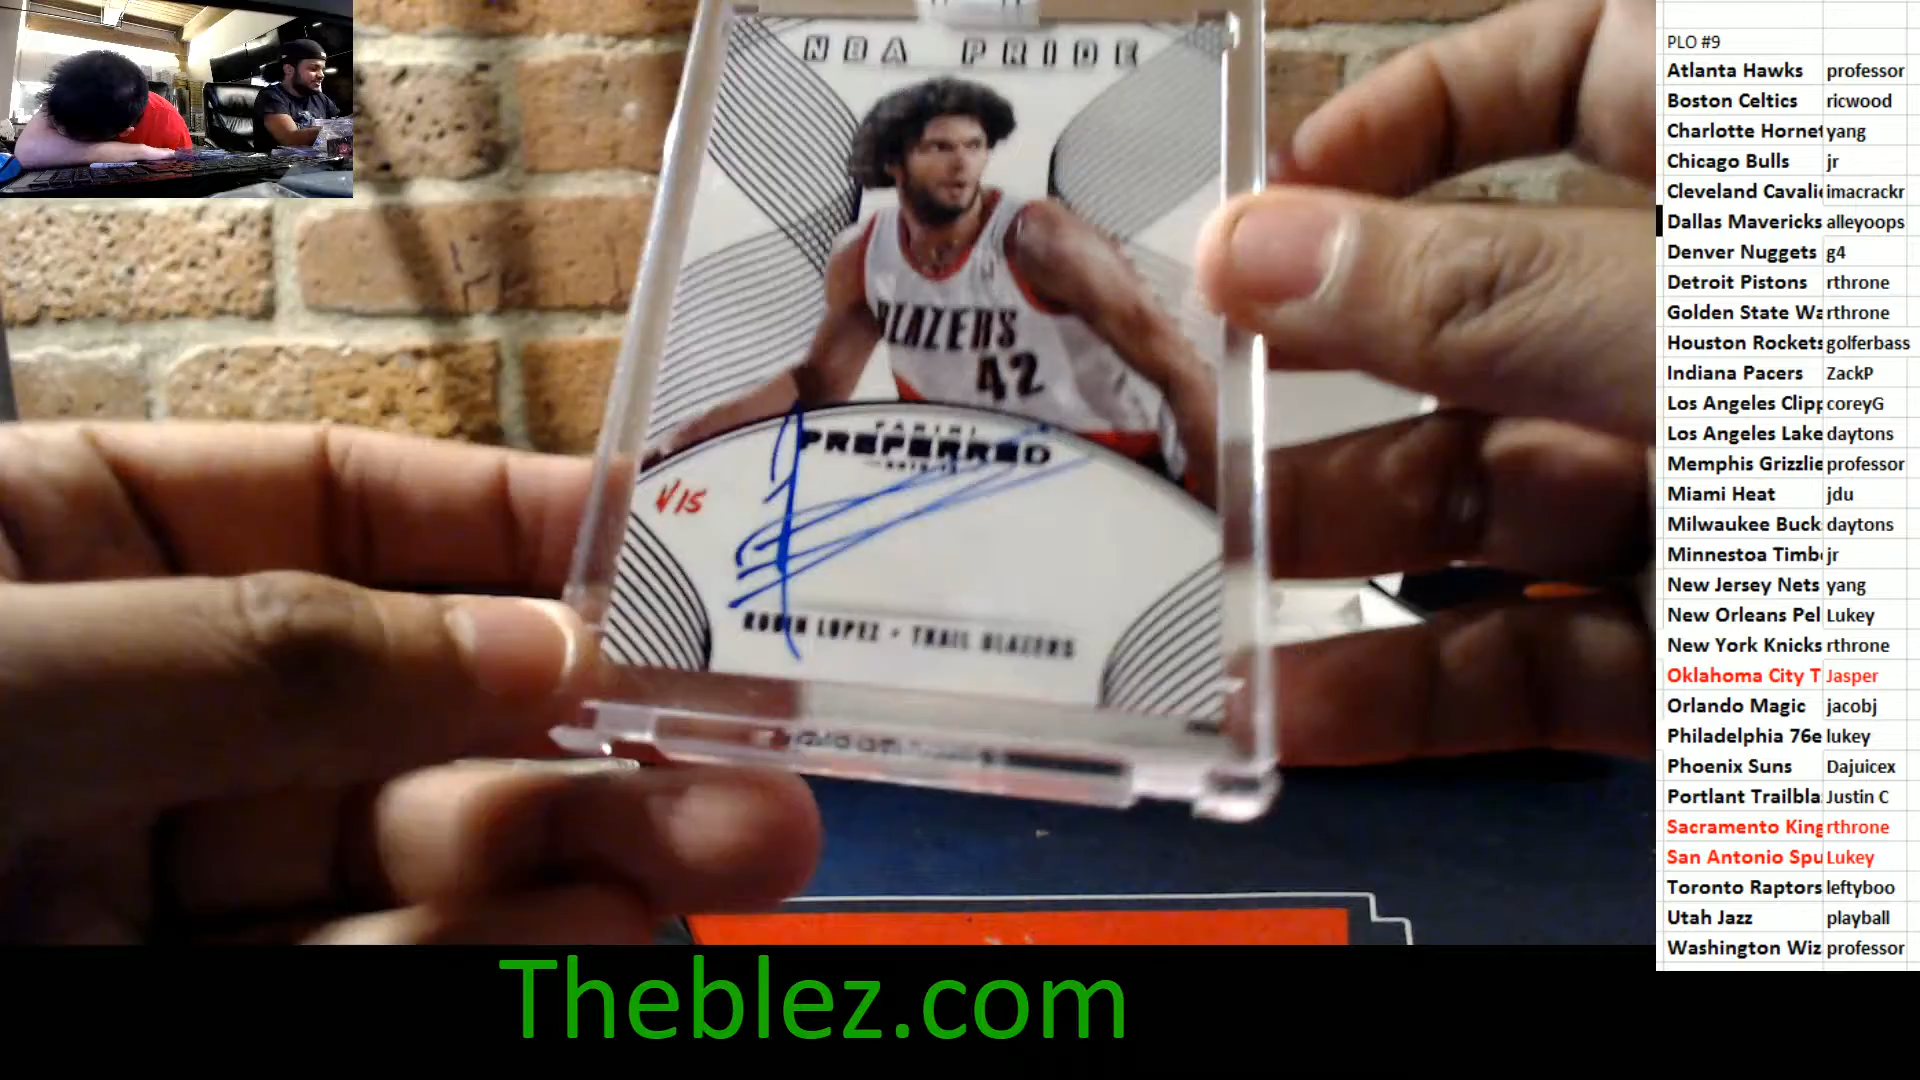 NBA PRIDE
BLAZERS
42
PANINI
PREFERRED
1/15
ROBIN LOPEZ • TRAIL BLAZERS
Theblez.com
PLO #9
Atlanta Hawks professor
Boston Celtics ricwood
Charlotte Hornet yang
Chicago Bulls jr
Cleveland Cavali imacrackr
Dallas Mavericks alleyoops
Denver Nuggets g4
Detroit Pistons rthrone
Golden State Wa rthrone
Houston Rockets golferbass
Indiana Pacers ZackP
Los Angeles Clipp coreyG
Los Angeles Lake daytons
Memphis Grizzlie professor
Miami Heat jdu
Milwaukee Buck daytons
Minnestoa Timb jr
New Jersey Nets yang
New Orleans Pel Lukey
New York Knicks rthrone
Oklahoma City T Jasper
Orlando Magic jacobj
Philadelphia 76e lukey
Phoenix Suns Dajuicex
Portlant Trailbla Justin C
Sacramento King rthrone
San Antonio Spu Lukey
Toronto Raptors leftyboo
Utah Jazz playball
Washington Wiz professor